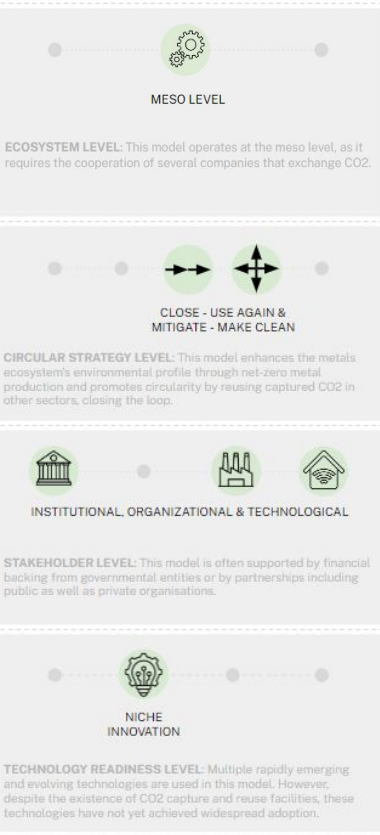 MESO LEVEL
ECOSYSTEM LEVEL: This model operates at the meso level, as it
requires the cooperation of several companies that exchange CO2.
CLOSE - USE AGAIN &
MITIGATE - MAKE CLEAN
CIRCULAR STRATEGY LEVEL: This model enhances the metals
ecosystem's environmental profile through net-zero metal
production and promotes circularity by reusing captured CO2 in
other sectors, closing the loop.
INSTITUTIONAL, ORGANIZATIONAL & TECHNOLOGICAL
STAKEHOLDER LEVEL: This model is often supported by financial
backing from governmental entities or by partnerships including
public as well as private organisations.
NICHE
INNOVATION
TECHNOLOGY READINESS LEVEL: Multiple rapidly emerging
and evolving technologies are used in this model. However,
despite the existence of CO2 capture and reuse facilities, these
technologies have not yet achieved widespread adoption.